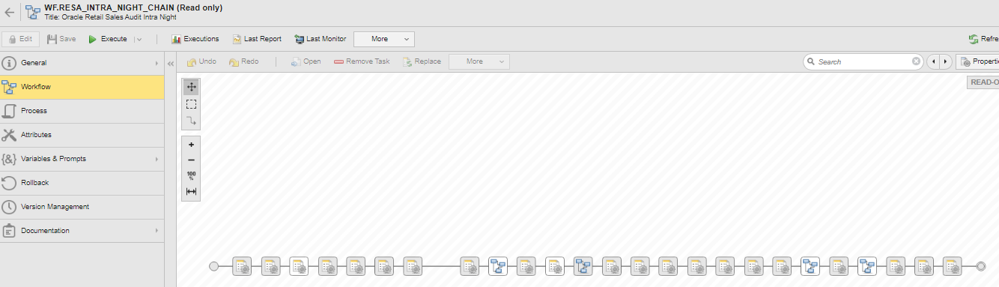 WF.RESA_INTRA_NIGHT_CHAIN (Read only)
Title: Oracle Retail Sales Audit Intra Night
Edit Save Execute Executions Last Report Last Monitor More Refre
General
Undo Redo Open Remove Task Replace More Search Properti
Workflow
READ-O
Process
Attributes
Variables & Prompts
Rollback
Version Management
Documentation
+
−
100
%